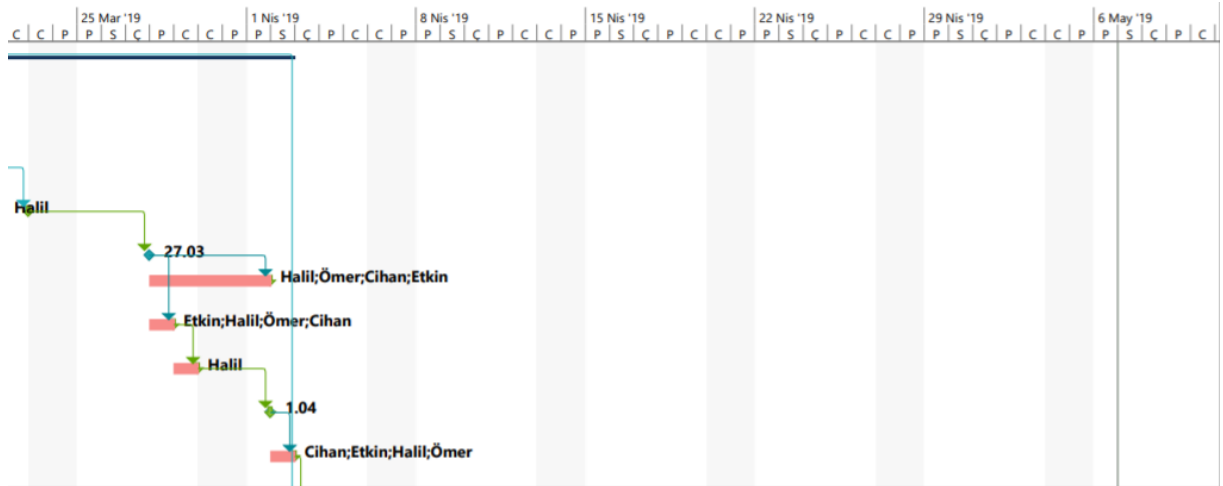 25 Mar '19 1 Nis '19 8 Nis '19 15 Nis '19 22 Nis '19 29 Nis '19 6 May '19
C C P P S Ç P C C P P S Ç P C C P P S Ç P C C P P S Ç P C C P P S Ç P C C P P S Ç P C C P P S Ç P C
Halil
27.03
Halil;Ömer;Cihan;Etkin
Etkin;Halil;Ömer;Cihan
Halil
1.04
Cihan;Etkin;Halil;Ömer